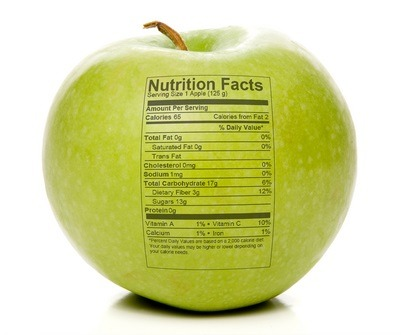 Nutrition Facts
Serving Size 1 Apple (125 g)
Amount Per Serving
Calories 65 Calories from Fat 2
% Daily Value*
Total Fat 0g 0%
Saturated Fat 0g 0%
Trans Fat
Cholesterol 0mg 0%
Sodium 1mg 0%
Total Carbohydrate 17g 6%
Dietary Fiber 3g 12%
Sugars 13g
Protein 0g
Vitamin A 1% • Vitamin C 10%
Calcium 1% • Iron 1%
*Percent Daily Values are based on a 2,000 calorie diet.
Your daily values may be higher or lower depending on
your calorie needs.